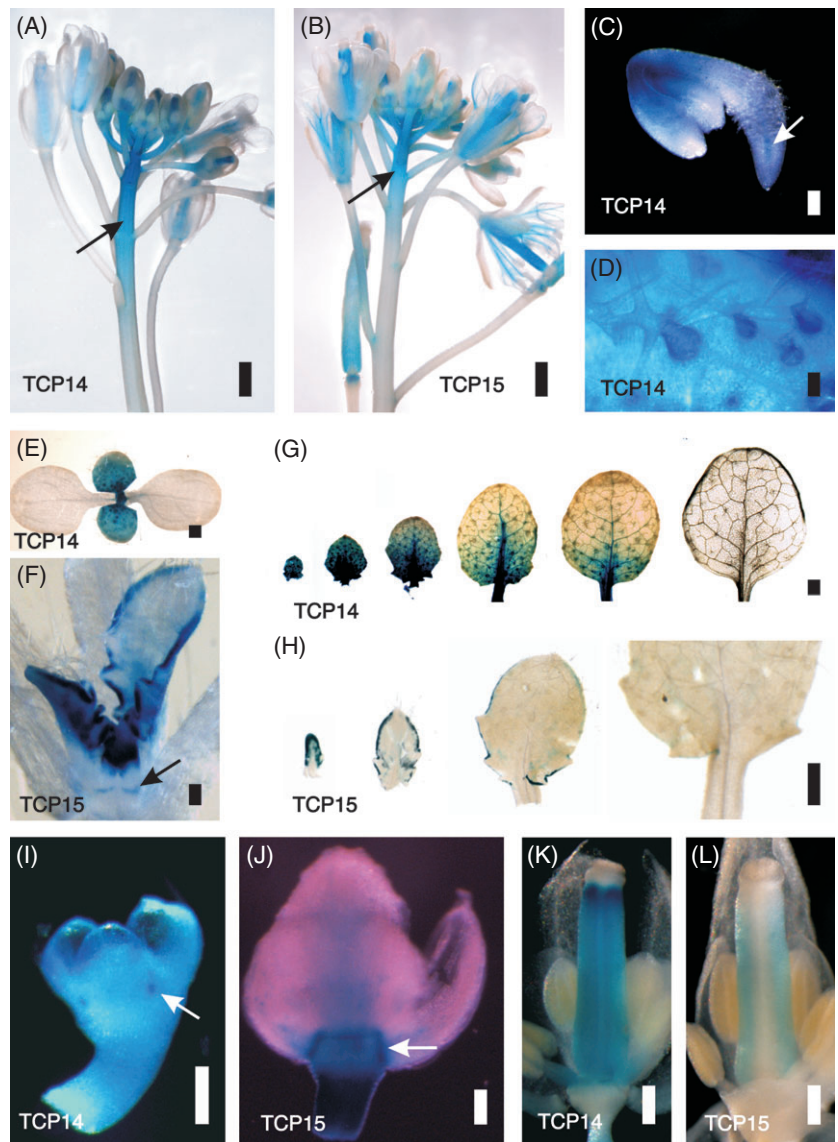 (A)
TCP14
(B)
TCP15
(C)
TCP14
(D)
TCP14
(E)
TCP14
(F)
TCP15
(G)
TCP14
(H)
TCP15
(I)
TCP14
(J)
TCP15
(K)
TCP14
(L)
TCP15